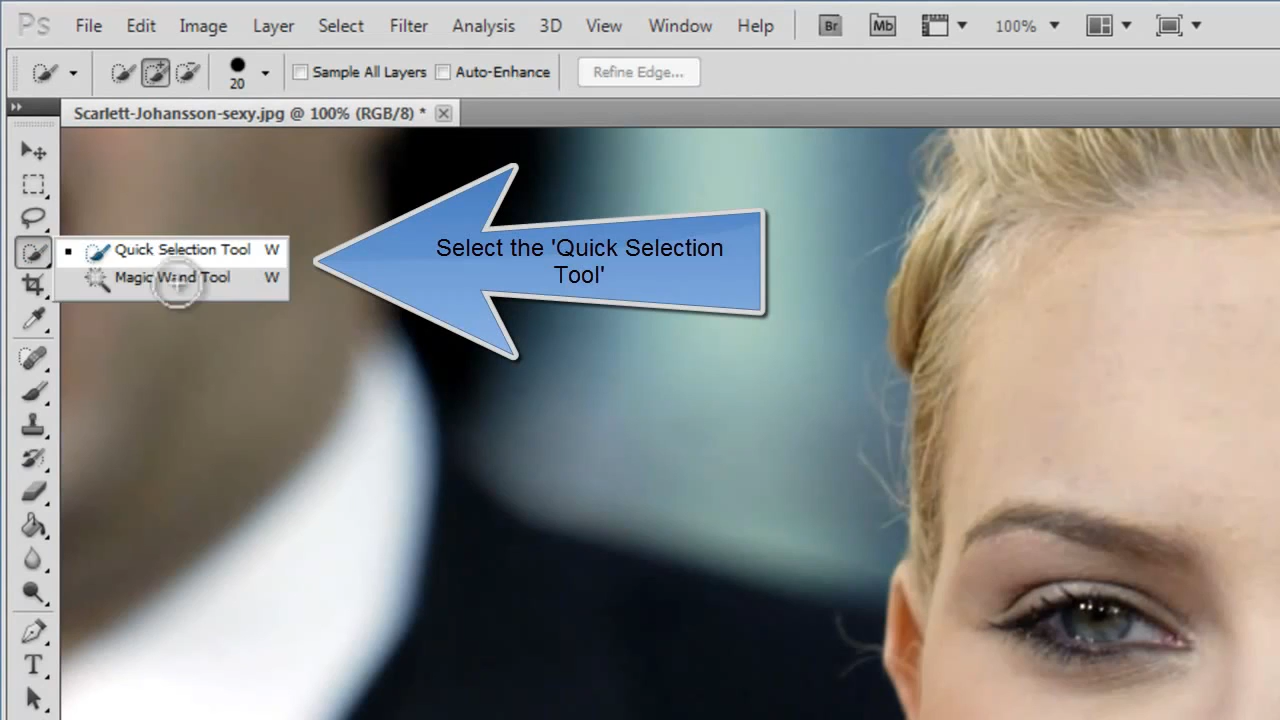 Ps File Edit Image Layer Select Filter Analysis 3D View Window Help Br Mb 100%
20 Sample All Layers Auto-Enhance Refine Edge...
Scarlett-Johansson-sexy.jpg @ 100% (RGB/8) *
Quick Selection Tool W
Magic Wand Tool W
Select the 'Quick Selection
Tool'
T